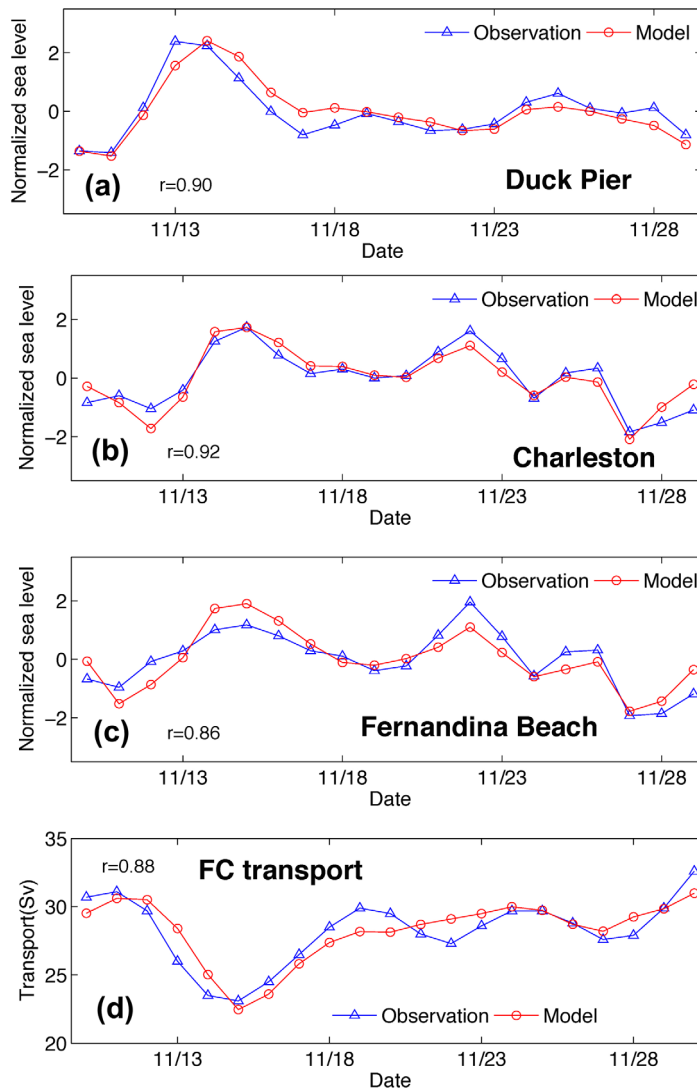 Normalized sea level
2
0
−2
Observation Model
(a)
r=0.90
Duck Pier
11/13 11/18 11/23 11/28
Date
Normalized sea level
2
0
−2
Observation Model
(b)
r=0.92
Charleston
11/13 11/18 11/23 11/28
Date
Normalized sea level
2
0
−2
Observation Model
(c)
r=0.86
Fernandina Beach
11/13 11/18 11/23 11/28
Date
Transport(Sv)
35
30
25
20
r=0.88
FC transport
(d)
Observation Model
11/13 11/18 11/23 11/28
Date